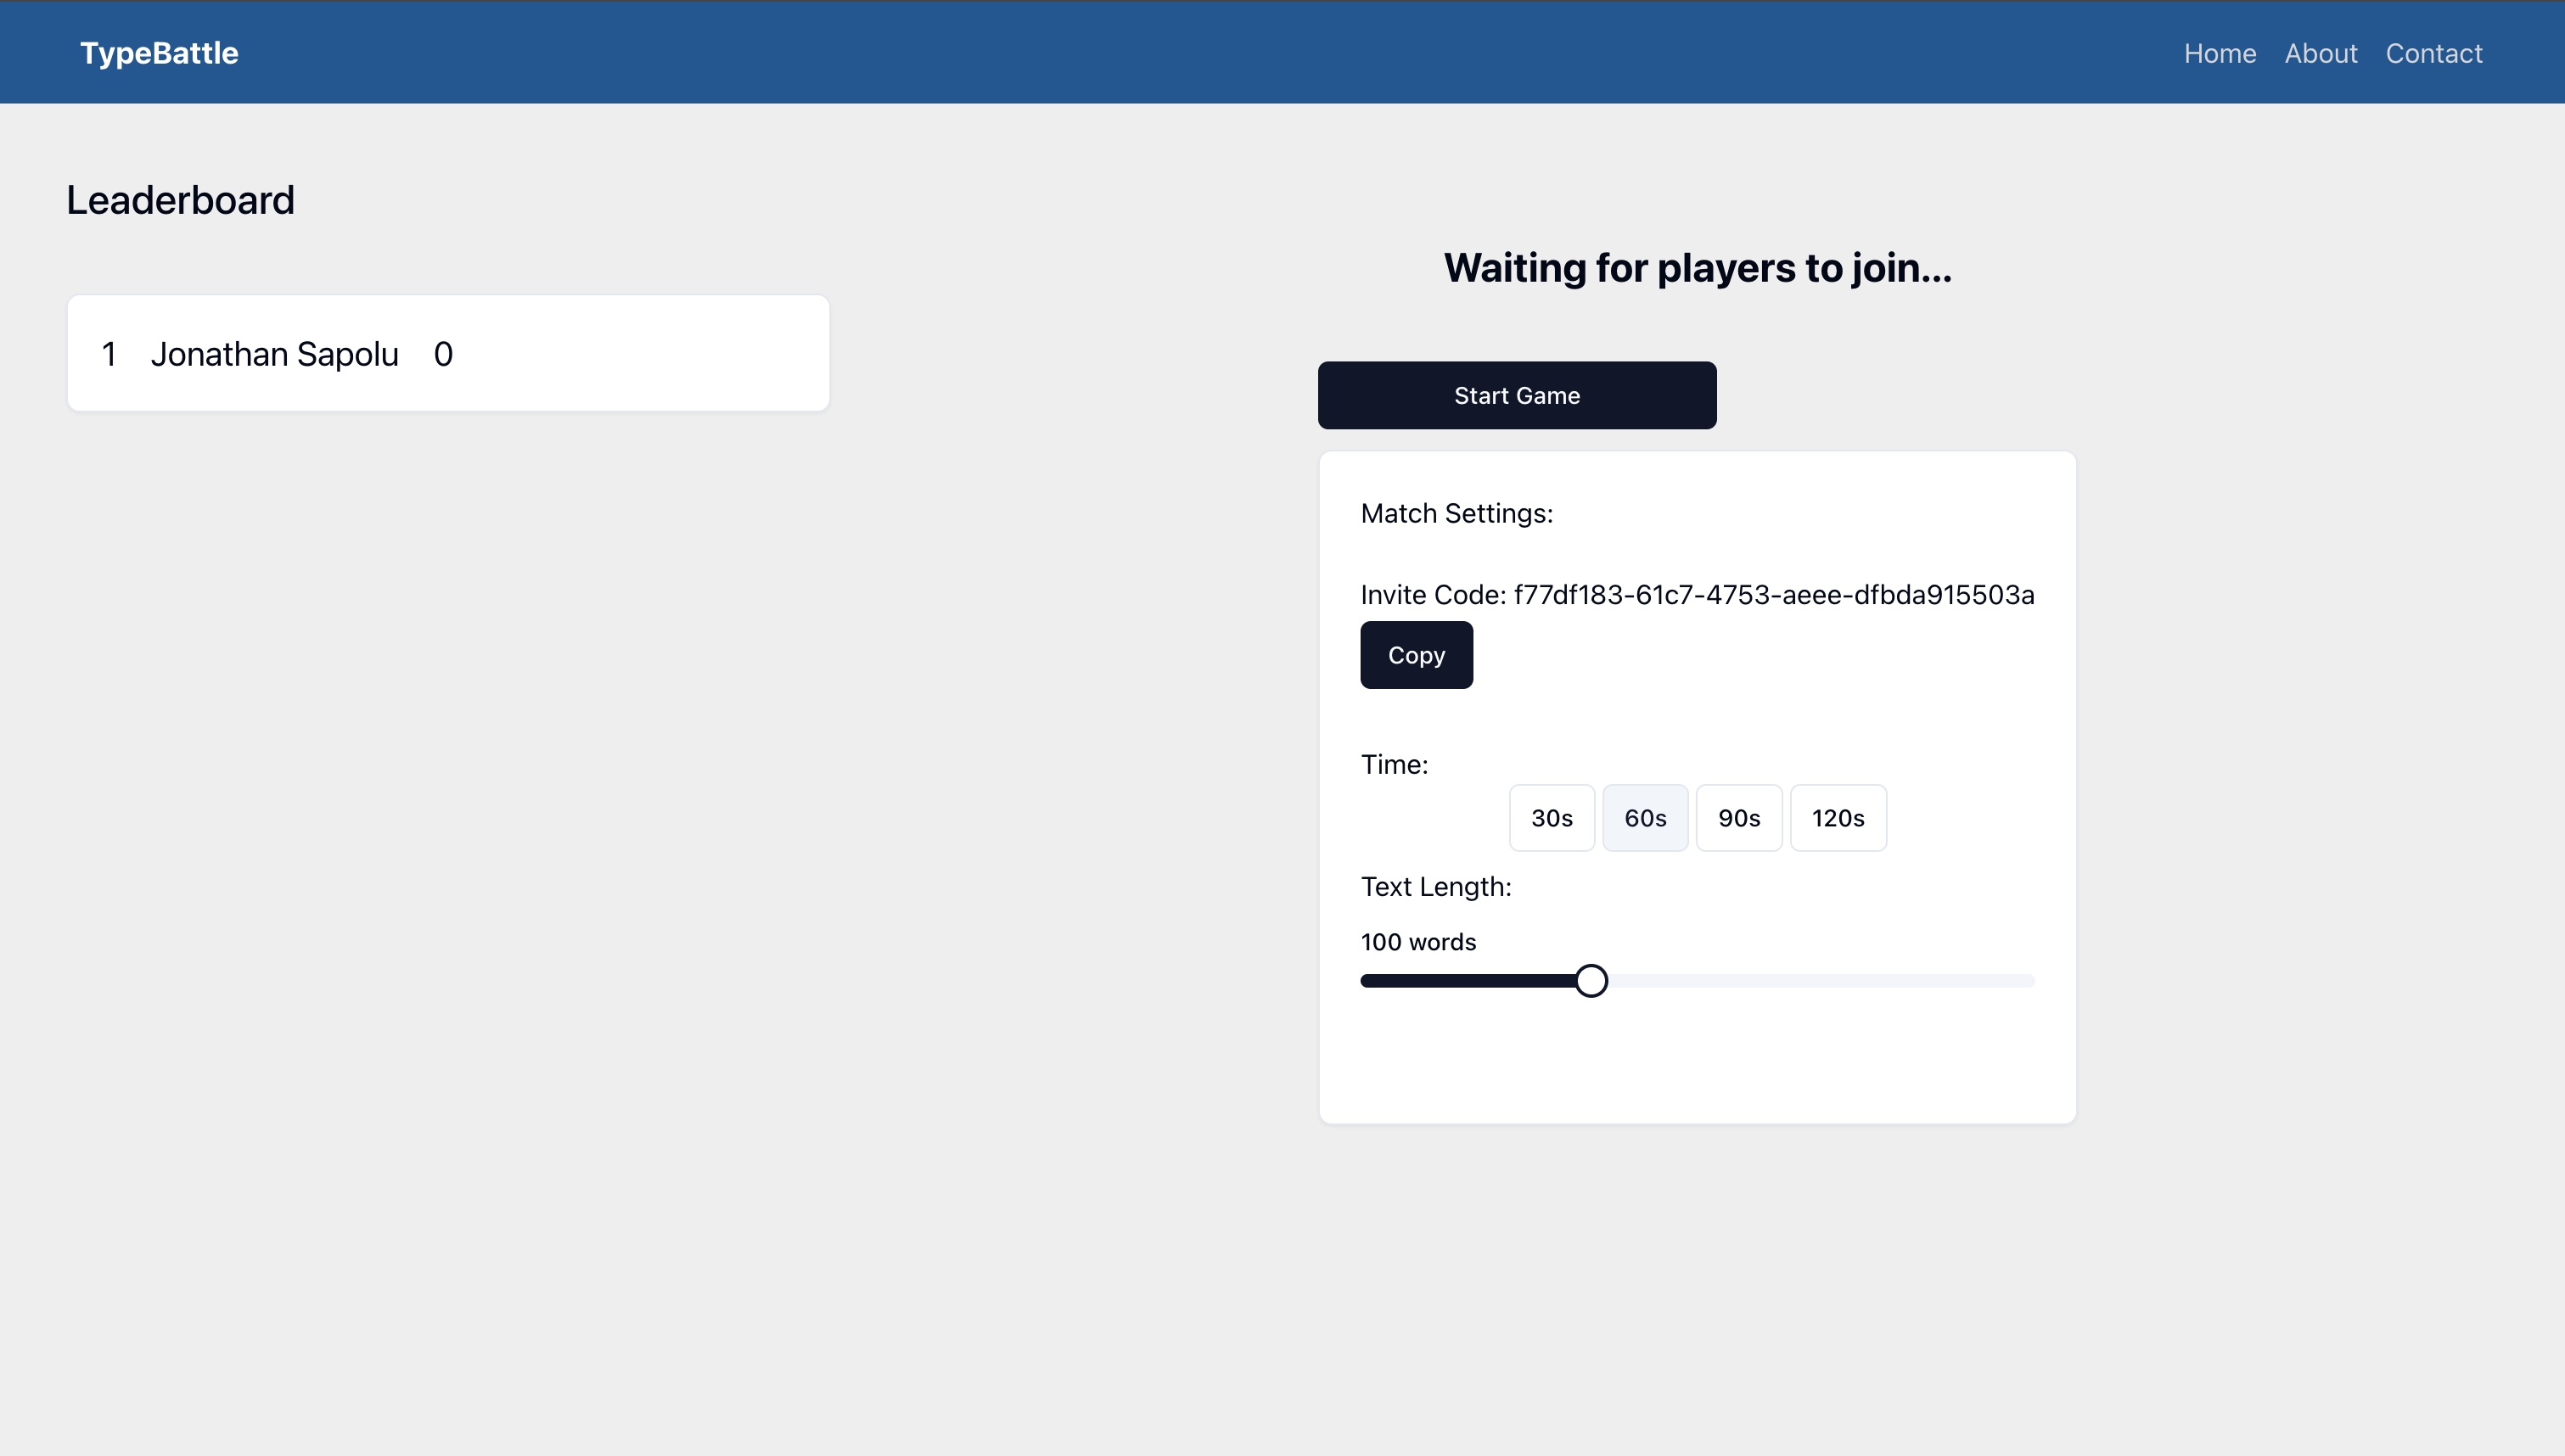 TypeBattle
Home About Contact
Leaderboard
1 Jonathan Sapolu 0
Waiting for players to join...
Start Game
Match Settings:
Invite Code: f77df183-61c7-4753-aeee-dfbda915503a
Copy
Time:
30s 60s 90s 120s
Text Length:
100 words